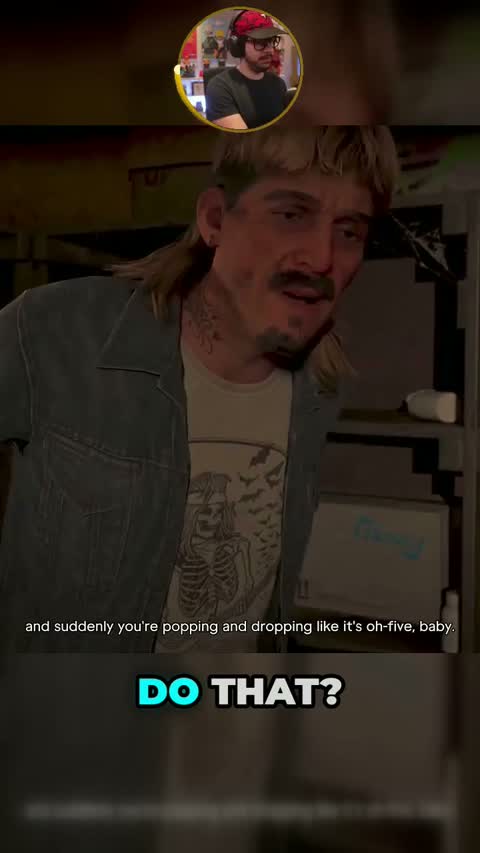 and suddenly you're popping and dropping like it's oh-five, baby.
DO THAT?